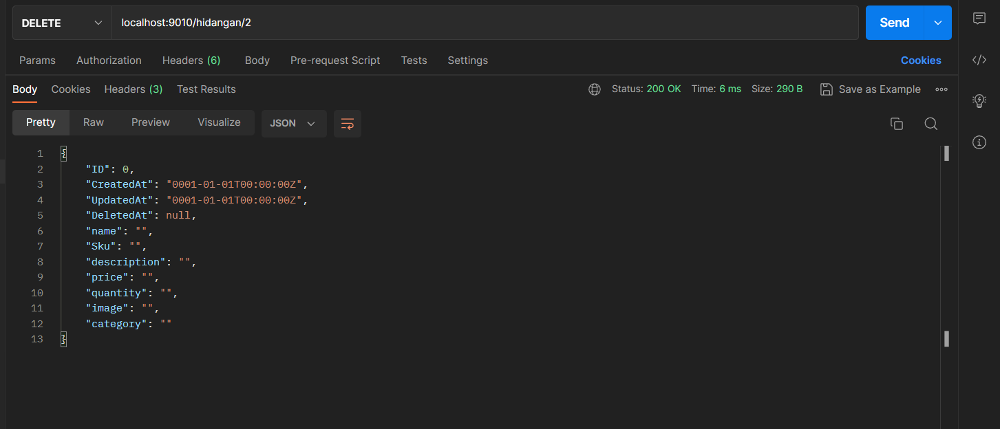 DELETE localhost:9010/hidangan/2 Send
Params Authorization Headers (6) Body Pre-request Script Tests Settings Cookies
Body Cookies Headers (3) Test Results Status: 200 OK Time: 6 ms Size: 290 B Save as Example
Pretty Raw Preview Visualize JSON
1 {
2 "ID": 0,
3 "CreatedAt": "0001-01-01T00:00:00Z",
4 "UpdatedAt": "0001-01-01T00:00:00Z",
5 "DeletedAt": null,
6 "name": "",
7 "Sku": "",
8 "description": "",
9 "price": "",
10 "quantity": "",
11 "image": "",
12 "category": ""
13 }